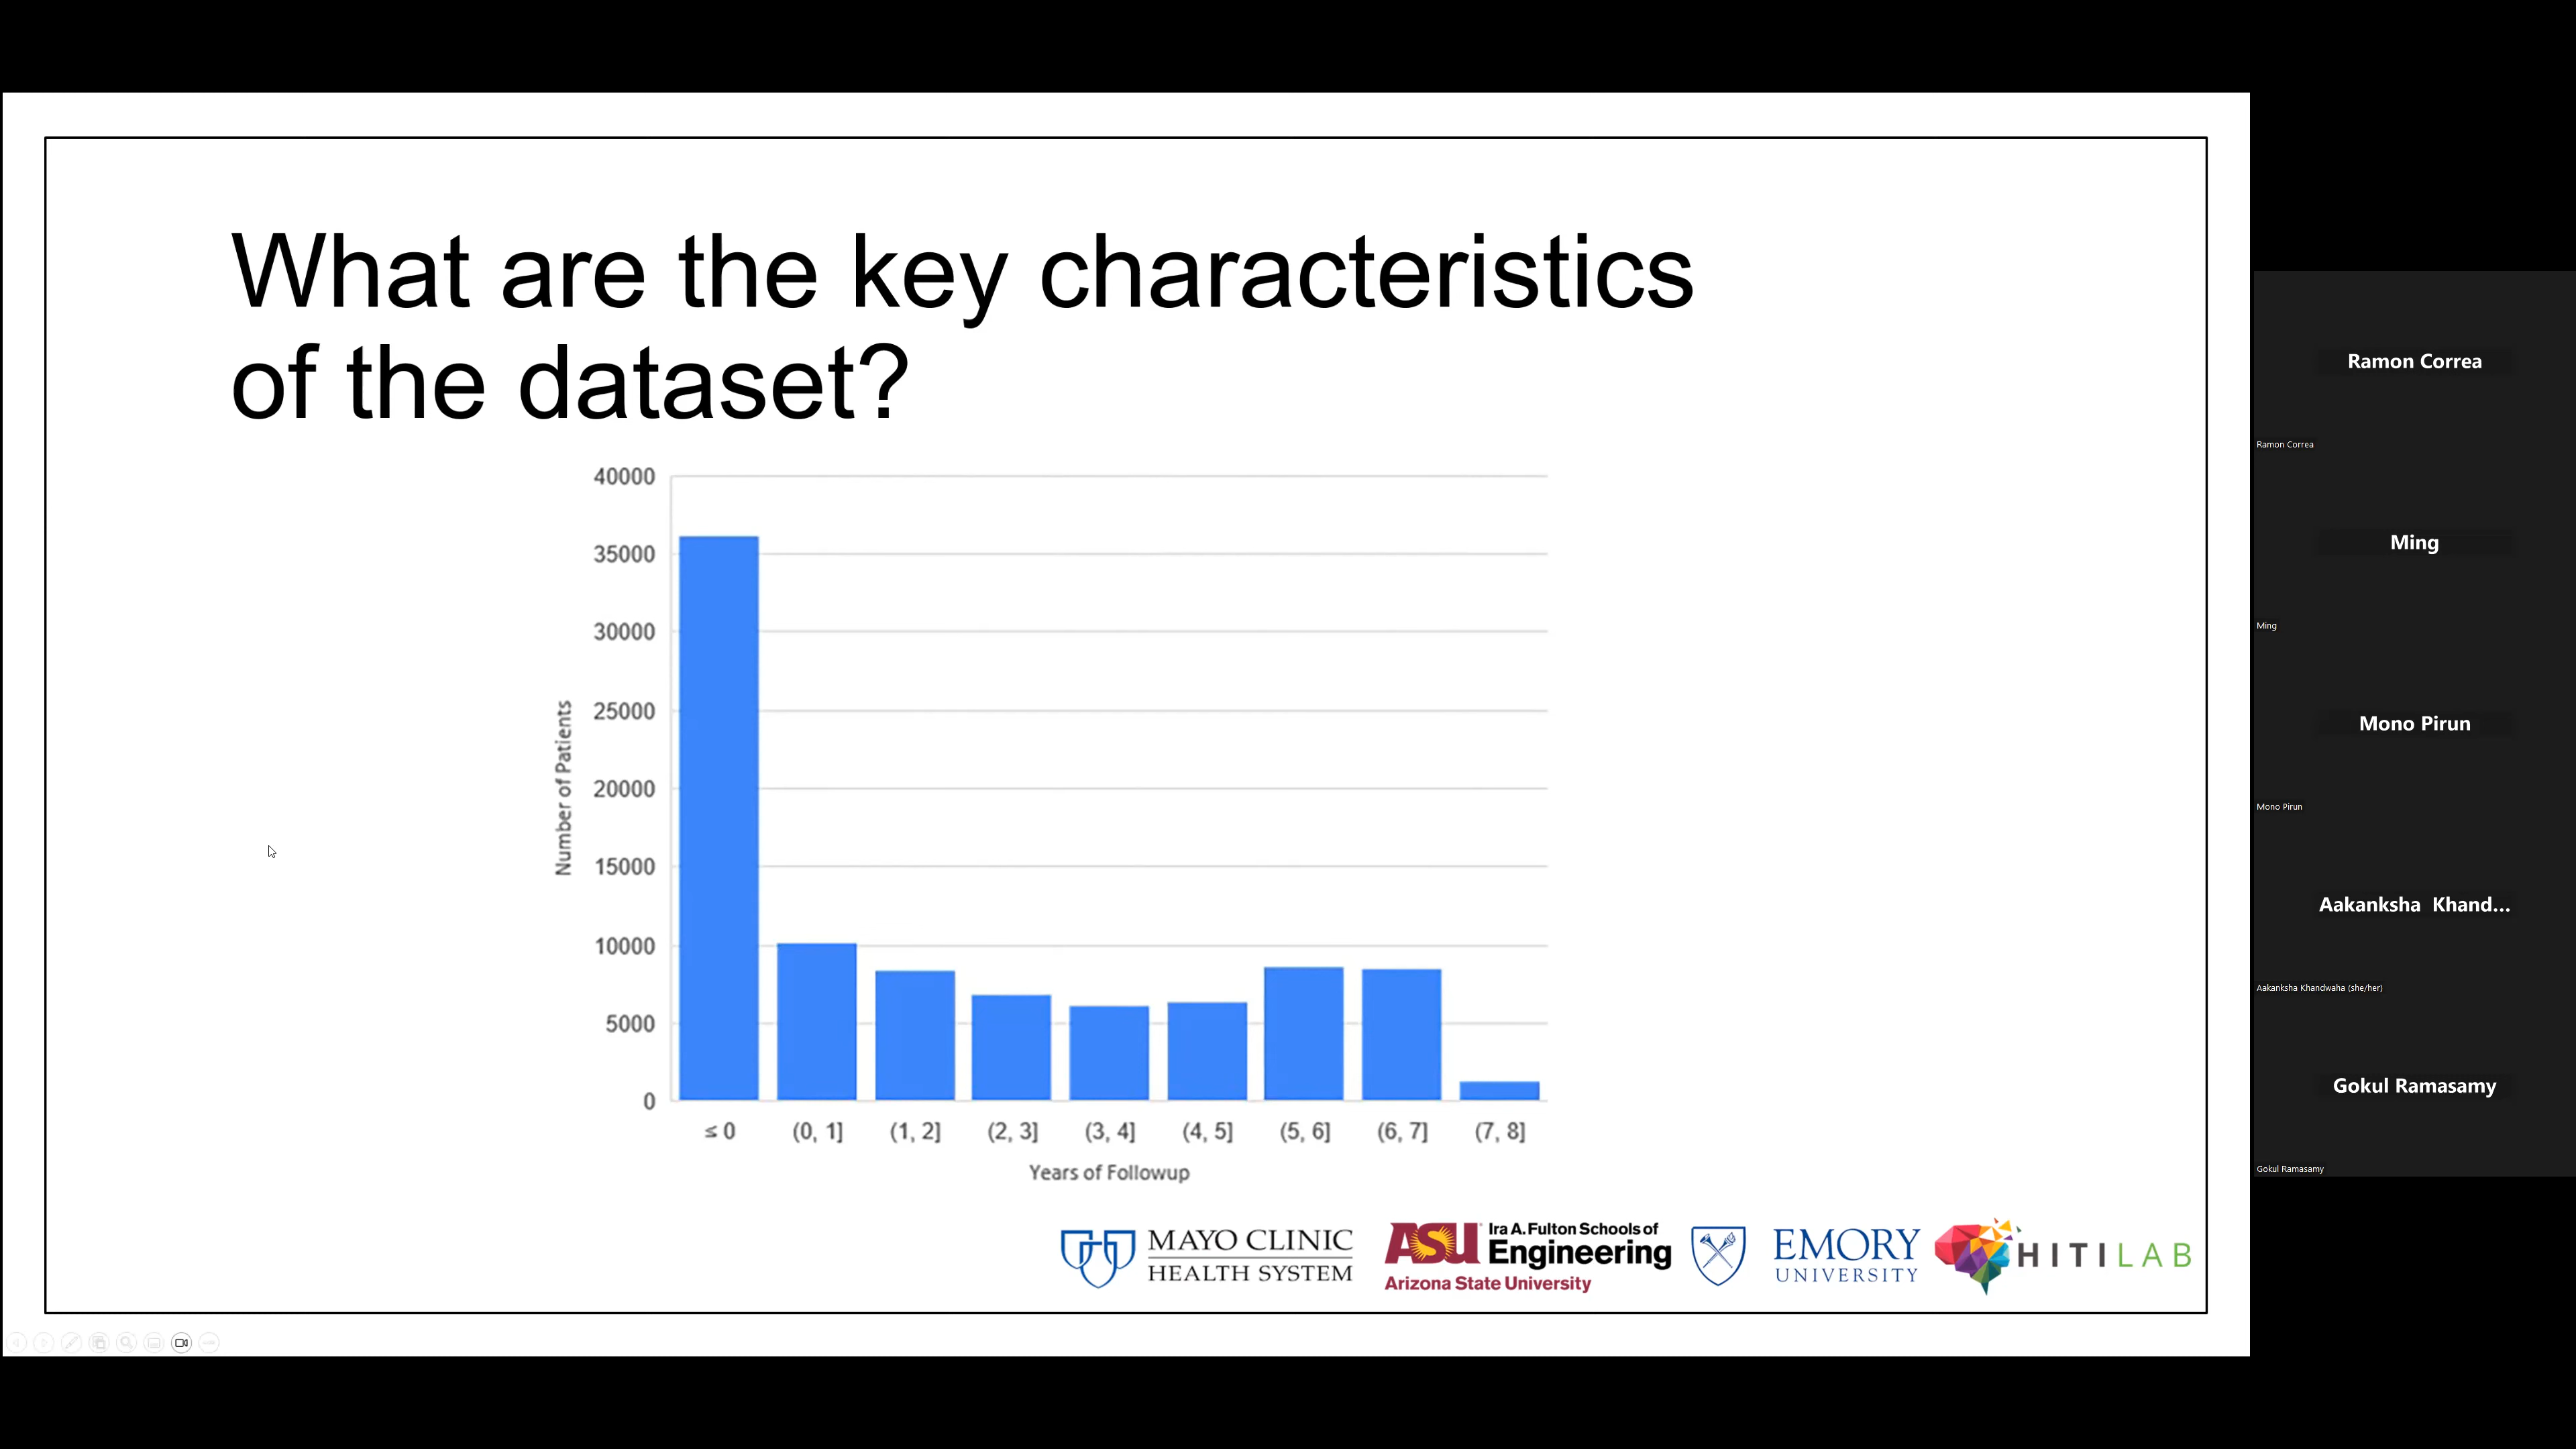 What are the key characteristics
of the dataset?
40000
35000
30000
25000
20000
15000
10000
5000
0
Number of Patients
≤ 0 (0, 1] (1, 2] (2, 3] (3, 4] (4, 5] (5, 6] (6, 7] (7, 8]
Years of Followup
MAYO CLINIC
HEALTH SYSTEM
ASU Ira A. Fulton Schools of
Engineering
Arizona State University
EMORY
UNIVERSITY
HITILAB
Ramon Correa
Ramon Correa
Ming
Ming
Mono Pirun
Mono Pirun
Aakanksha Khand...
Aakanksha Khandwaha (she/her)
Gokul Ramasamy
Gokul Ramasamy